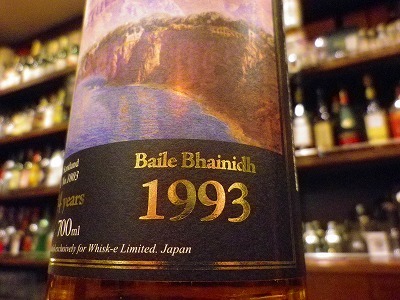 Baile Bhainidh
1993
years
700ml
exclusively for Whisk-e Limited. Japan